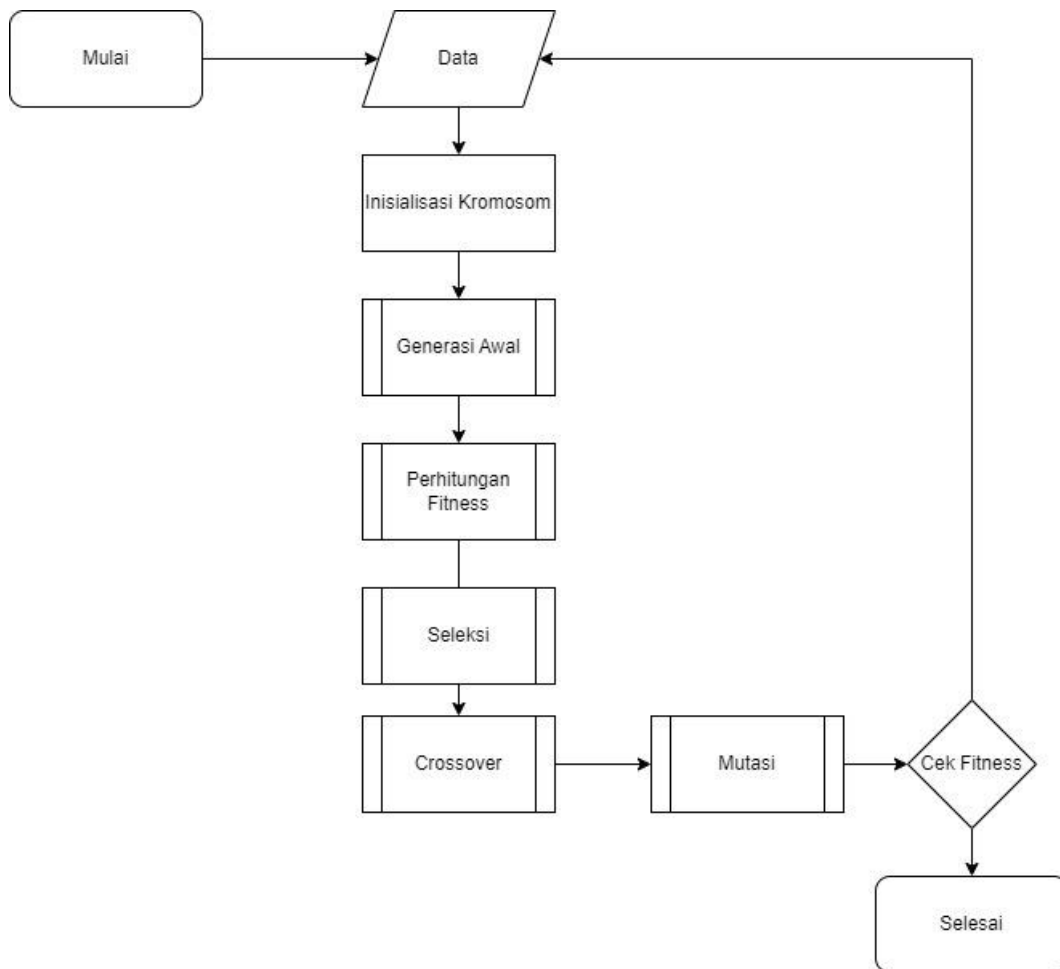 Mulai
Data
Inisialisasi Kromosom
Generasi Awal
Perhitungan
Fitness
Seleksi
Crossover
Mutasi
Cek Fitness
Selesai